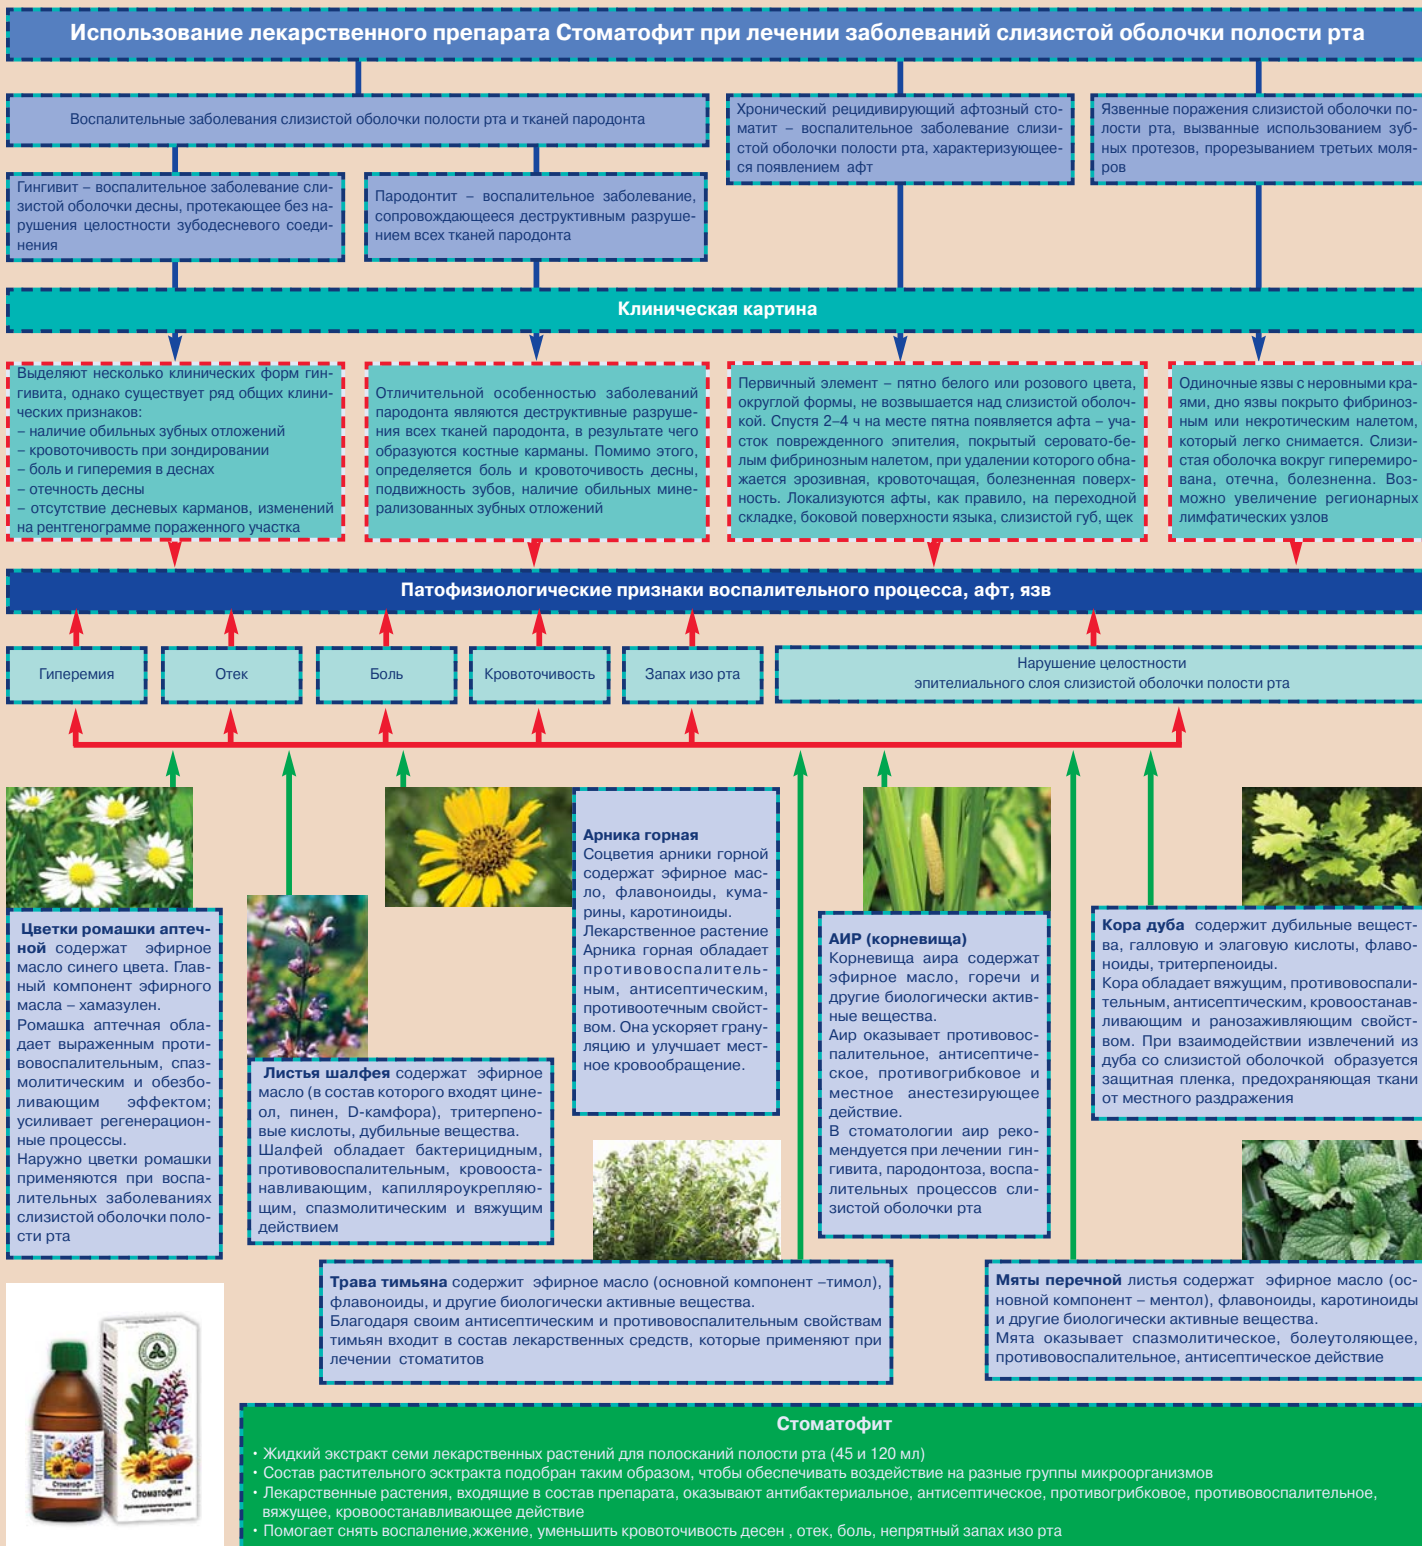 Использование лекарственного препарата Стоматофит при лечении заболеваний слизистой оболочки полости рта
Воспалительные заболевания слизистой оболочки полости рта и тканей пародонта
Хронический рецидивирующий афтозный сто-
матит – воспалительное заболевание слизи-
стой оболочки полости рта, характеризующее-
ся появлением афт
Язвенные поражения слизистой оболочки по-
лости рта, вызванные использованием зуб-
ных протезов, прорезыванием третьих моля-
ров
Гингивит – воспалительное заболевание сли-
зистой оболочки десны, протекающее без на-
рушения целостности зубодесневого соеди-
нения
Пародонтит – воспалительное заболевание,
сопровождающееся деструктивным разруше-
нием всех тканей пародонта
Клиническая картина
Выделяют несколько клинических форм гин-
гивита, однако существует ряд общих клини-
ческих признаков:
– наличие обильных зубных отложений
– кровоточивость при зондировании
– боль и гиперемия в деснах
– отечность десны
– отсутствие десневых карманов, изменений
на рентгенограмме пораженного участка
Отличительной особенностью заболеваний
пародонта являются деструктивные разруше-
ния всех тканей пародонта, в результате чего
образуются костные карманы. Помимо этого,
определяется боль и кровоточивость десны,
подвижность зубов, наличие обильных мине-
рализованных зубных отложений
Первичный элемент – пятно белого или розового цвета,
округлой формы, не возвышается над слизистой оболоч-
кой. Спустя 2–4 ч на месте пятна появляется афта – уча-
сток поврежденного эпителия, покрытый серовато-бе-
лым фибринозным налетом, при удалении которого обна-
жается эрозивная, кровоточащая, болезненная поверх-
ность. Локализуются афты, как правило, на переходной
складке, боковой поверхности языка, слизистой губ, щек
Одиночные язвы с неровными кра-
ями, дно язвы покрыто фибриноз-
ным или некротическим налетом,
который легко снимается. Слизи-
стая оболочка вокруг гиперемиро-
вана, отечна, болезненна. Воз-
можно увеличение регионарных
лимфатических узлов
Патофизиологические признаки воспалительного процесса, афт, язв
Гиперемия
Отек
Боль
Кровоточивость
Запах изо рта
Нарушение целостности
эпителиального слоя слизистой оболочки полости рта
Цветки ромашки аптеч-
ной содержат эфирное
масло синего цвета. Глав-
ный компонент эфирного
масла – хамазулен.
Ромашка аптечная обла-
дает выраженным проти-
вовоспалительным, спаз-
молитическим и обезбо-
ливающим эффектом;
усиливает регенерацион-
ные процессы.
Наружно цветки ромашки
применяются при воспа-
лительных заболеваниях
слизистой оболочки поло-
сти рта
Листья шалфея содержат эфирное
масло (в состав которого входят цине-
ол, пинен, D-камфора), тритерпено-
вые кислоты, дубильные вещества.
Шалфей обладает бактерицидным,
противовоспалительным, кровооста-
навливающим, капилляроукрепляю-
щим, спазмолитическим и вяжущим
действием
Арника горная
Соцветия арники горной
содержат эфирное мас-
ло, флавоноиды, кума-
рины, каротиноиды.
Лекарственное растение
Арника горная обладает
противовоспалитель-
ным, антисептическим,
противоотечным свойст-
вом. Она ускоряет грану-
ляцию и улучшает мест-
ное кровообращение.
АИР (корневища)
Корневища аира содержат
эфирное масло, горечи и
другие биологически актив-
ные вещества.
Аир оказывает противовос-
палительное, антисептиче-
ское, противогрибковое и
местное анестезирующее
действие.
В стоматологии аир реко-
мендуется при лечении гин-
гивита, пародонтоза, воспа-
лительных процессов сли-
зистой оболочки рта
Кора дуба содержит дубильные вещест-
ва, галловую и элаговую кислоты, флаво-
ноиды, тритерпеноиды.
Кора обладает вяжущим, противовоспали-
тельным, антисептическим, кровоостанав-
ливающим и ранозаживляющим свойст-
вом. При взаимодействии извлечений из
дуба со слизистой оболочкой образуется
защитная пленка, предохраняющая ткани
от местного раздражения
Трава тимьяна содержит эфирное масло (основной компонент –тимол),
флавоноиды, и другие биологически активные вещества.
Благодаря своим антисептическим и противовоспалительным свойствам
тимьян входит в состав лекарственных средств, которые применяют при
лечении стоматитов
Мяты перечной листья содержат эфирное масло (ос-
новной компонент – ментол), флавоноиды, каротиноиды
и другие биологически активные вещества.
Мята оказывает спазмолитическое, болеутоляющее,
противовоспалительное, антисептическое действие
Стоматофит
Стоматофит
Стоматофит
• Жидкий экстракт семи лекарственных растений для полосканий полости рта (45 и 120 мл)
• Состав растительного эсктракта подобран таким образом, чтобы обеспечивать воздействие на разные группы микроорганизмов
• Лекарственные растения, входящие в состав препарата, оказывают антибактериальное, антисептическое, противогрибковое, противовоспалительное,
вяжущее, кровоостанавливающее действие
• Помогает снять воспаление,жжение, уменьшить кровоточивость десен , отек, боль, непрятный запах изо рта